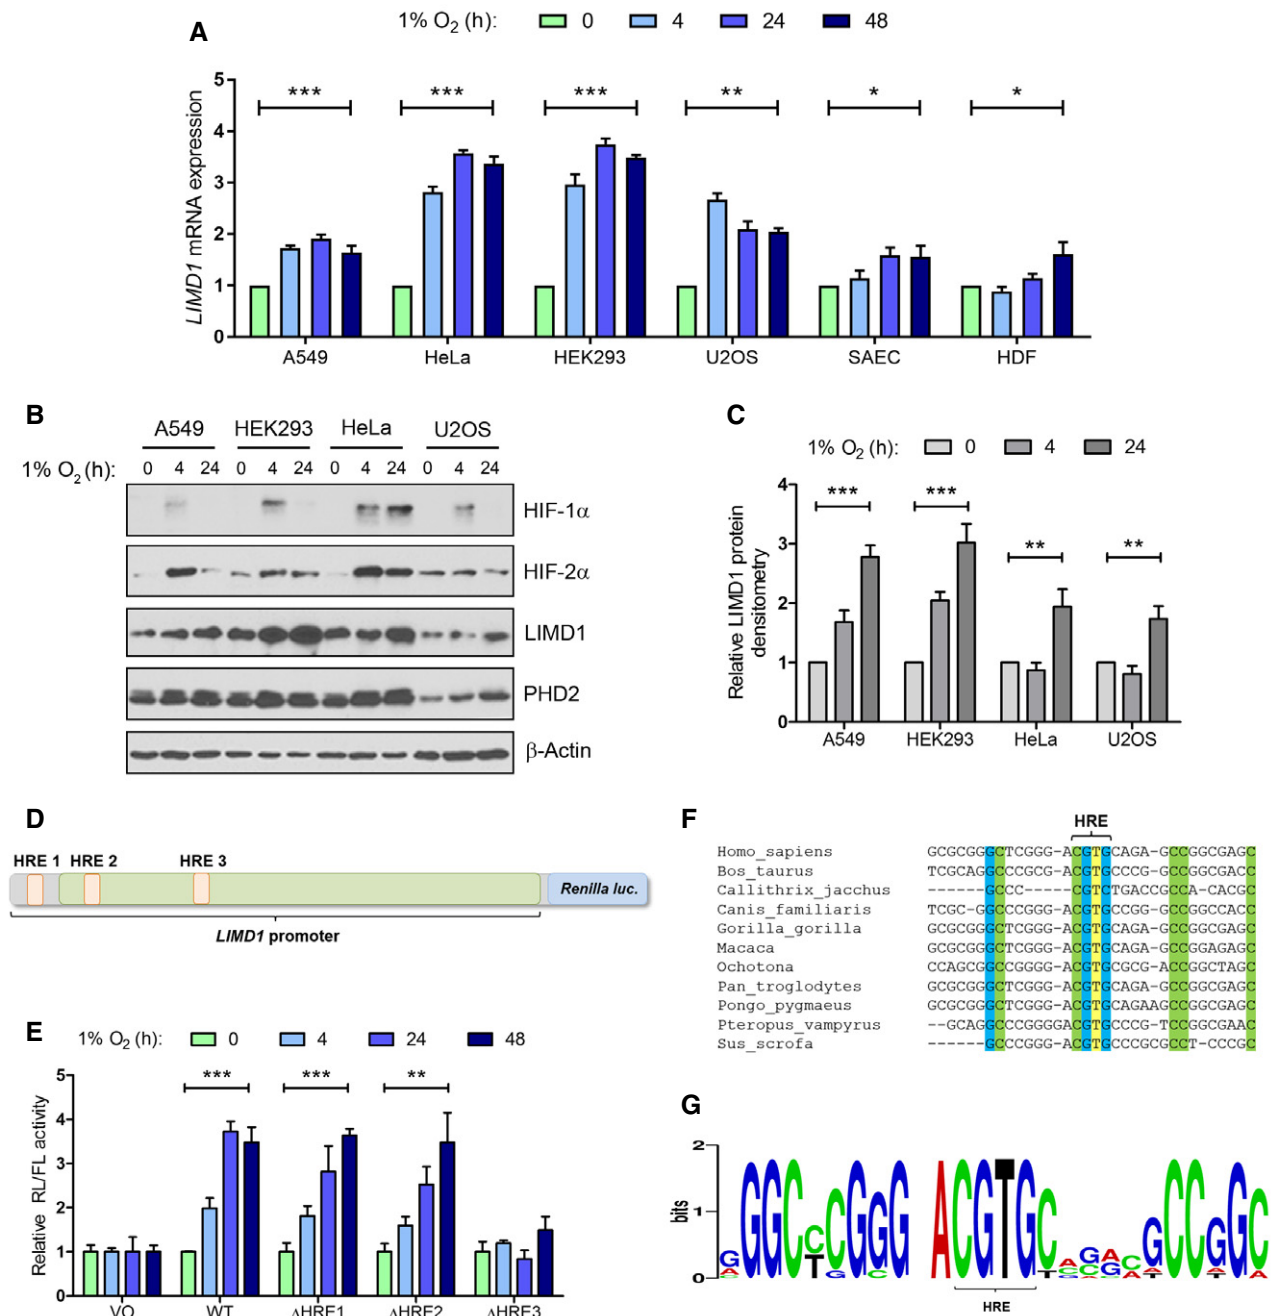 A
1% O2 (h): 0 4 24 48
LIMD1 mRNA expression
5
4
3
2
1
0
*** *** *** ** * *
A549 HeLa HEK293 U2OS SAEC HDF
B
A549 HEK293 HeLa U2OS
1% O2 (h): 0 4 24 0 4 24 0 4 24 0 4 24
HIF-1α
HIF-2α
LIMD1
PHD2
β-Actin
C
1% O2 (h): 0 4 24
Relative LIMD1 protein
densitometry
4
3
2
1
0
*** *** ** **
A549 HEK293 HeLa U2OS
D
HRE 1 HRE 2 HRE 3
Renilla luc.
LIMD1 promoter
E
1% O2 (h): 0 4 24 48
Relative RL/FL activity
5
4
3
2
1
0
*** *** **
VO WT ΔHRE1 ΔHRE2 ΔHRE3
F
HRE
Homo_sapiens GCGCGGGCTCGGG-ACGTGCAGA-GCCGGCGAGC
Bos_taurus TCGCAGGCCCGGG-ACGTGCCCG-GCCGGCGACC
Callithrix_jacchus ------GCCC-----CGTCTGACCGCCA-CACGC
Canis_familiaris TCGC-GGCCCGGG-ACGTGCCGG-GCCGGCCACC
Gorilla_gorilla GCGCGGGCTCGGG-ACGTGCAGA-GCCGGCGAGC
Macaca GCGCGGGCTCGGG-ACGTGCAGA-GCCGGAGAGC
Ochotona CCAGCGGCCGGGG-ACGTGCGCG-ACCGGCTAGC
Pan_troglodytes GCGCGGGCTCGGG-ACGTGCAGA-GCCGGCGAGC
Pongo_pygmaeus GCGCGGGCTCGGG-ACGTGCAGAAGCCGGCGAGC
Pteropus_vampyrus --GCAGGCCCGGGGACGTGCCCG-TCCGGCGAAC
Sus_scrofa ------GCCCGGG-ACGTGCCCGCGCCT-CCCGC
G
bits
2
1
0
GGCCCGGG ACGTGC GCCGGC
HRE